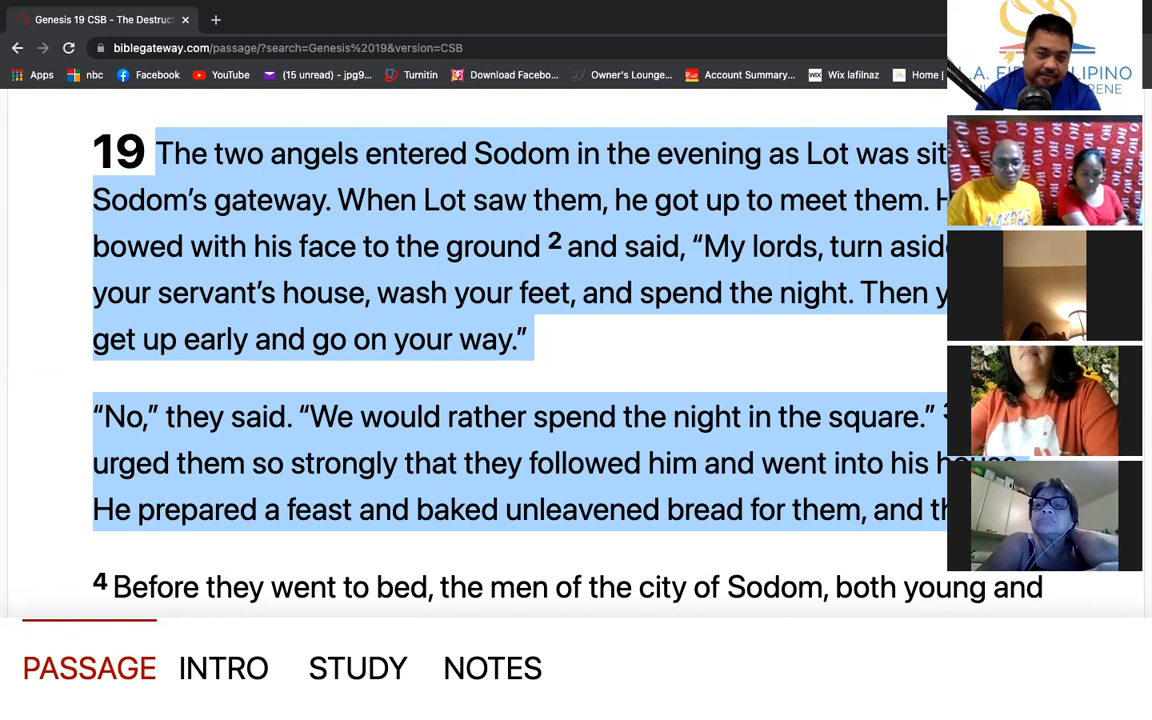 Genesis 19 CSB - The Destruc
biblegateway.com/passage/?search=Genesis%2019&version=CSB
Apps nbc Facebook YouTube (15 unread) - jpg9... Turnitin Download Facebo... Owner's Lounge... Account Summary... Wix lafilnaz Home |
19 The two angels entered Sodom in the evening as Lot was sit
Sodom's gateway. When Lot saw them, he got up to meet them. H
bowed with his face to the ground 2 and said, “My lords, turn aside
your servant's house, wash your feet, and spend the night. Then y
get up early and go on your way.”
“No,” they said. “We would rather spend the night in the square.” 3
urged them so strongly that they followed him and went into his house.
He prepared a feast and baked unleavened bread for them, and th
4 Before they went to bed, the men of the city of Sodom, both young and
PASSAGE INTRO STUDY NOTES
L.A. FI LIPINO
RENE